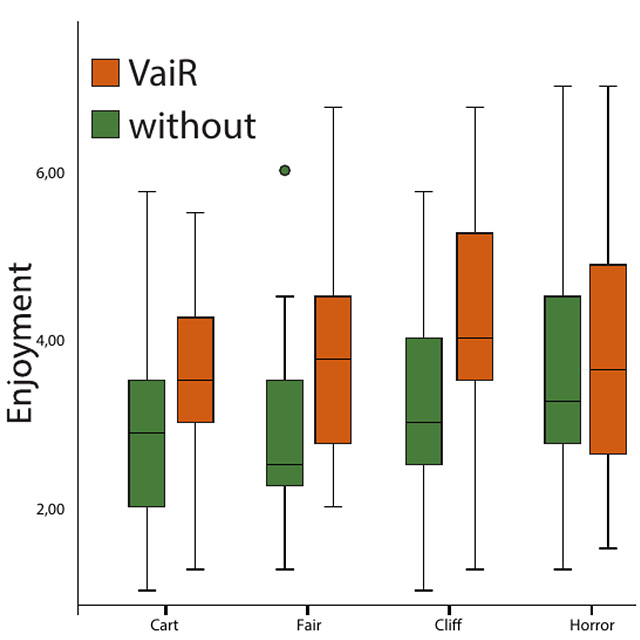 VaiR
without
6,00
4,00
2,00
Enjoyment
Cart
Fair
Cliff
Horror